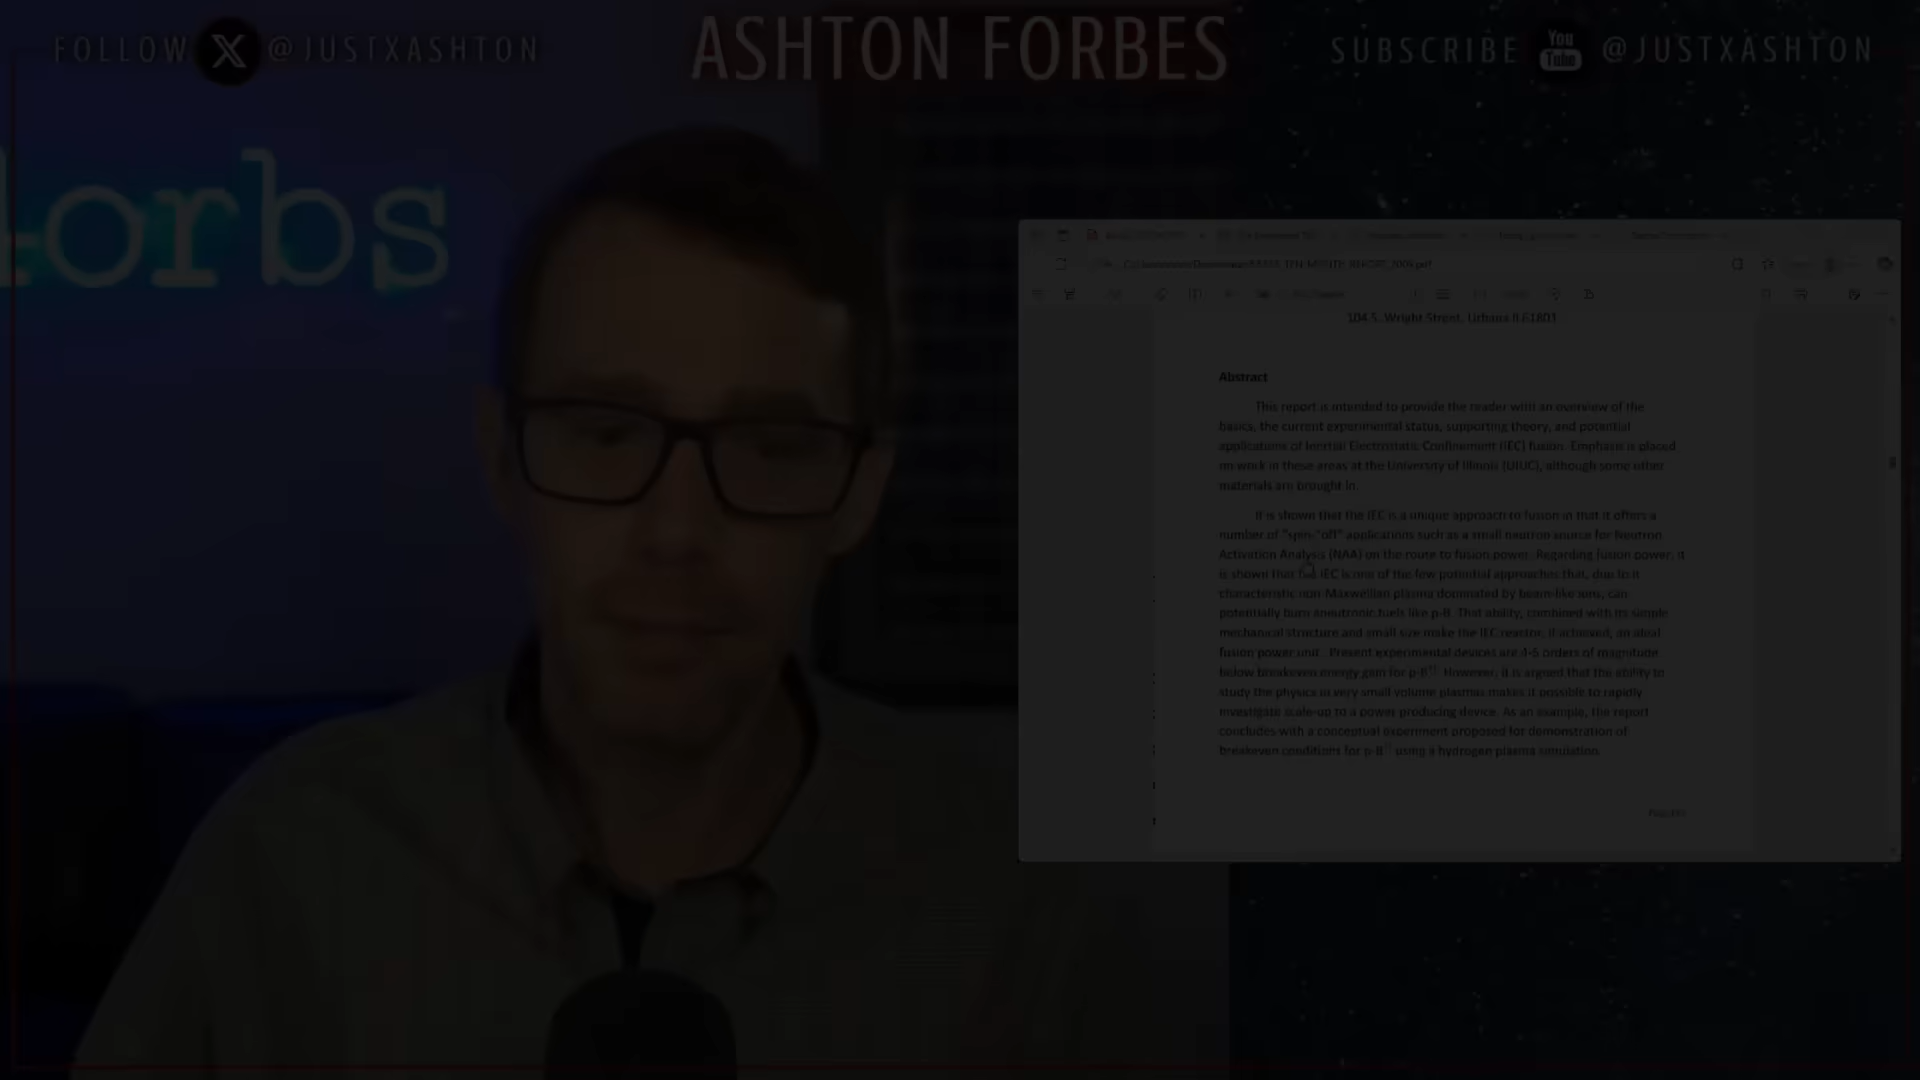 FOLLOW X @JUSTXASHTON
ASHTON FORBES
SUBSCRIBE You Tube @JUSTXASHTON
forbs
104 S. Wright Street, Urbana Il 61801
Abstract
This report is intended to provide the reader with an overview of the
basics, the current experimental status, supporting theory, and potential
applications of Inertial Electrostatic Confinement (IEC) fusion. Emphasis is placed
on work in these areas at the University of Illinois (UIUC), although some other
materials are brought in.
It is shown that the IEC is a unique approach to fusion in that it offers a
number of "spin-"off" applications such as a small neutron source for Neutron
Activation Analysis (NAA) on the route to fusion power. Regarding fusion power, it
is shown that the IEC is one of the few potential approaches that, due to it
characteristic non Maxwellian plasma dominated by beam-like ions, can
potentially burn aneutronic fuels like p-B. That ability, combined with its simple
mechanical structure and small size make the IEC reactor, if achieved, an ideal
fusion power unit. Present experimental devices are 4-6 orders of magnitude
below breakeven energy gain for p-B11. However, it is argued that the ability to
study the physics in very small volume plasmas makes it possible to rapidly
investigate scale-up to a power producing device. As an example, the report
concludes with a conceptual experiment proposed for demonstration of
breakeven conditions for p-B11 using a hydrogen plasma simulation.